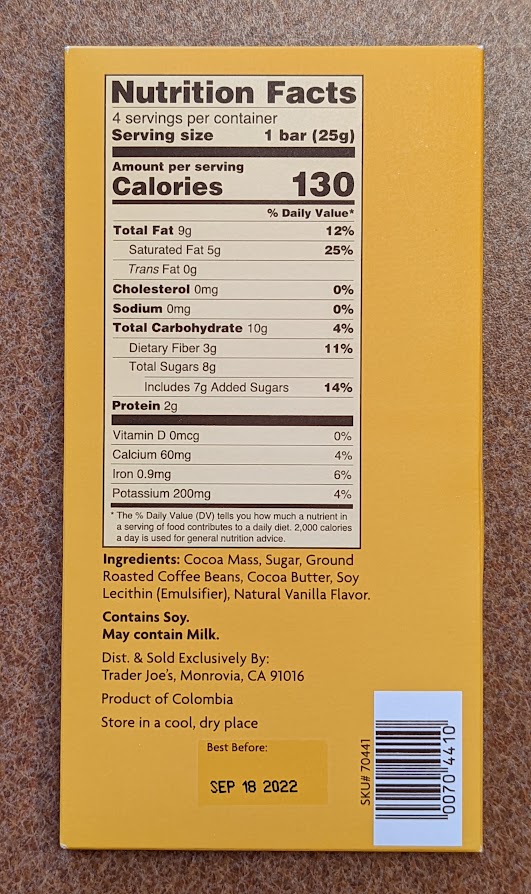 Nutrition Facts
4 servings per container
Serving size 1 bar (25g)
Amount per serving
Calories 130
% Daily Value*
Total Fat 9g 12%
Saturated Fat 5g 25%
Trans Fat 0g
Cholesterol 0mg 0%
Sodium 0mg 0%
Total Carbohydrate 10g 4%
Dietary Fiber 3g 11%
Total Sugars 8g
Includes 7g Added Sugars 14%
Protein 2g
Vitamin D 0mcg 0%
Calcium 60mg 4%
Iron 0.9mg 6%
Potassium 200mg 4%
* The % Daily Value (DV) tells you how much a nutrient in
a serving of food contributes to a daily diet. 2,000 calories
a day is used for general nutrition advice.
Ingredients: Cocoa Mass, Sugar, Ground
Roasted Coffee Beans, Cocoa Butter, Soy
Lecithin (Emulsifier), Natural Vanilla Flavor.
Contains Soy.
May contain Milk.
Dist. & Sold Exclusively By:
Trader Joe's, Monrovia, CA 91016
Product of Colombia
Store in a cool, dry place
Best Before:
SEP 18 2022
SKU# 70441
0070 4410